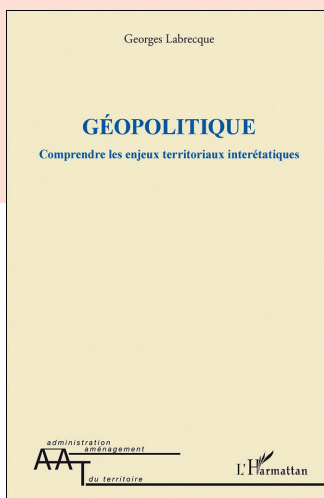 Georges Labrecque
GÉOPOLITIQUE
Comprendre les enjeux territoriaux interétatiques
administration
aménagement
AAT
du territoire
L'Harmattan